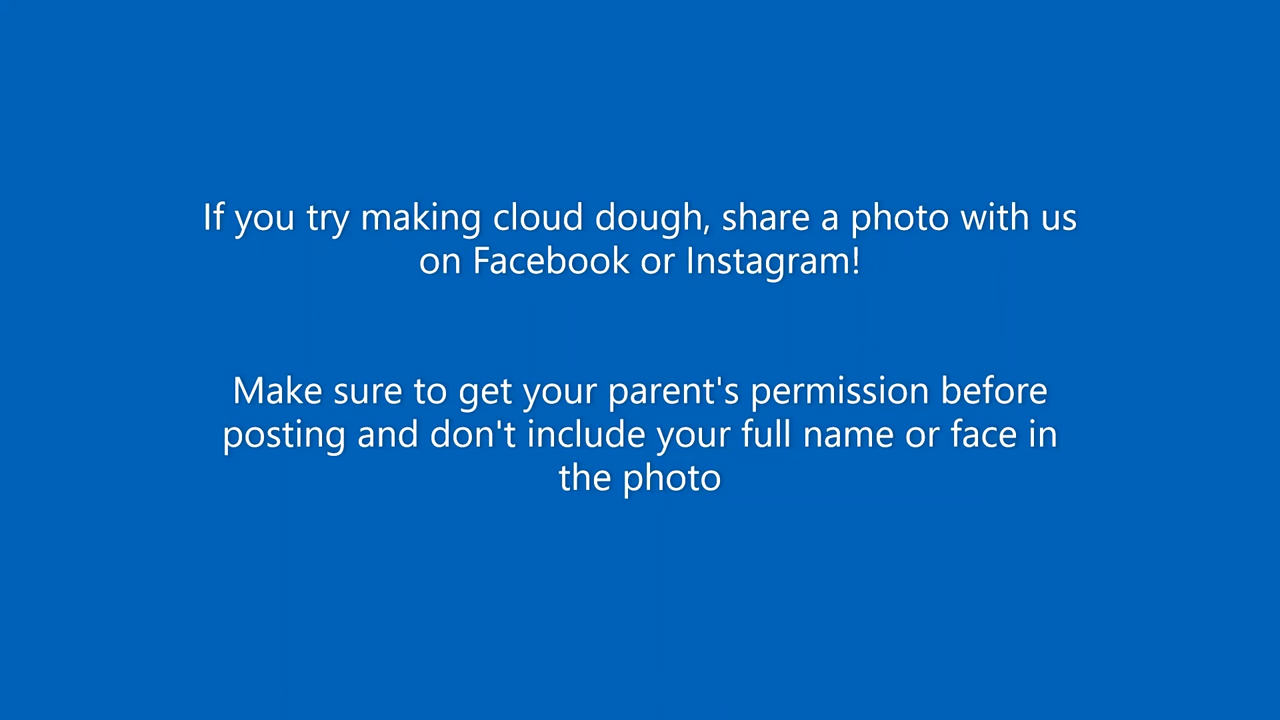 If you try making cloud dough, share a photo with us
on Facebook or Instagram!
Make sure to get your parent's permission before
posting and don't include your full name or face in
the photo